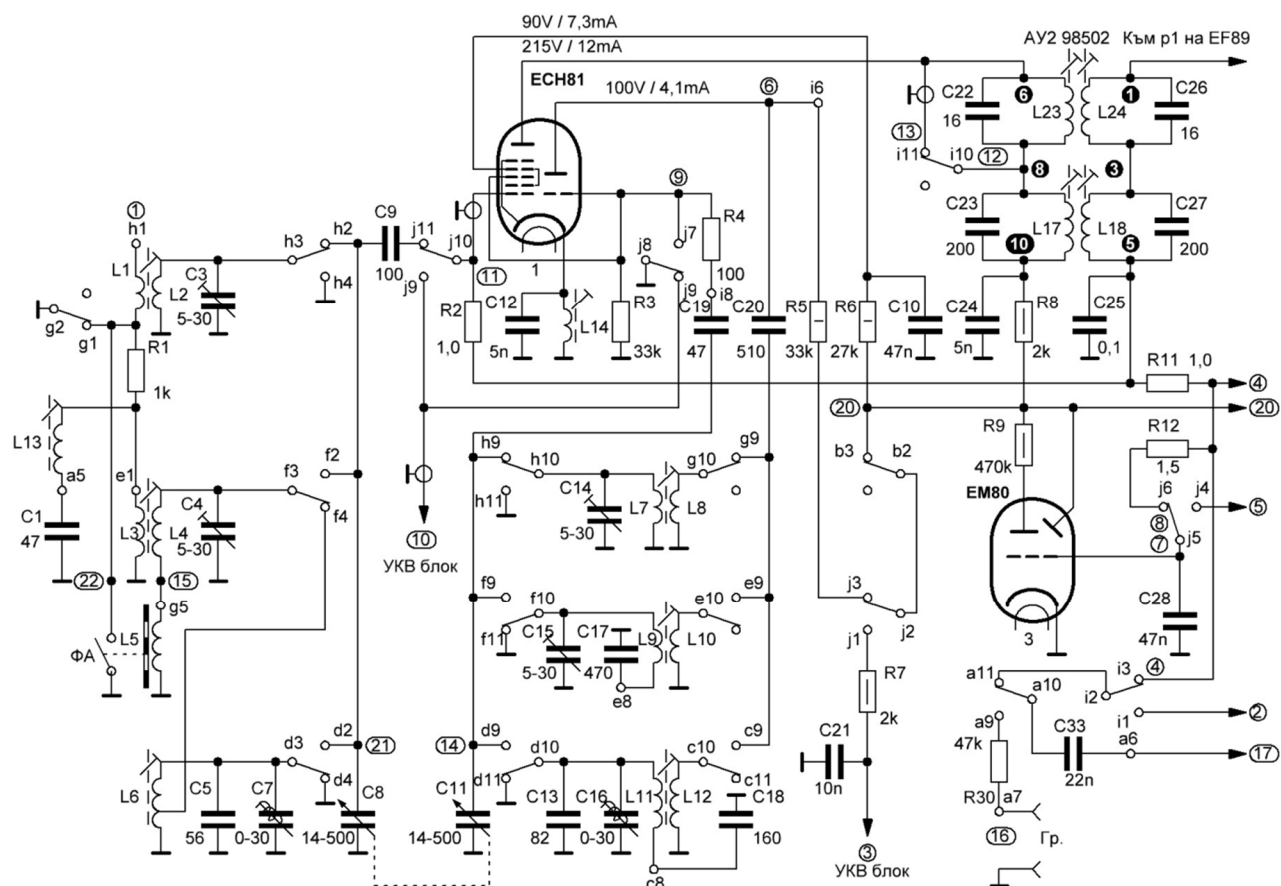 90V / 7,3mA
215V / 12mA
АУ2 98502
Към р1 на EF89
ECH81
100V / 4,1mA
6
i6
C22
16
6
L23
L24
1
C26
16
13
i11
i10
12
8
3
C23
200
L17
L18
C27
200
10
5
1
h1
L1
L2
C3
5-30
h3
h2
h4
C9
100
j11
j10
j9
11
9
j7
j8
j9
R4
100
i8
1
g2
g1
R1
1k
R2
1,0
C12
5n
L14
R3
33k
C19
47
C20
510
R5
33k
R6
27k
C10
47n
C24
5n
R8
2k
C25
0,1
R11
1,0
4
20
20
L13
a5
e1
f3
f2
f4
h9
h10
h11
g9
g10
b3
b2
R9
470k
R12
1,5
C1
47
L3
L4
C4
5-30
10
УКВ блок
C14
5-30
L7
L8
EM80
j6
j4
8
7
j5
5
22
15
g5
f9
f10
f11
e9
e10
j3
j2
j1
3
C28
47n
L5
ФА
C15
5-30
C17
470
L9
L10
e8
R7
2k
a11
a10
i3
4
i2
i1
2
d3
d2
d4
21
14
d9
d10
d11
c9
c10
c11
a9
47k
C33
22n
a6
17
L6
C5
56
C7
0-30
C8
14-500
C11
14-500
C13
82
C16
0-30
L11
L12
C18
160
C21
10n
R30
a7
16
Гр.
c8
3
УКВ блок